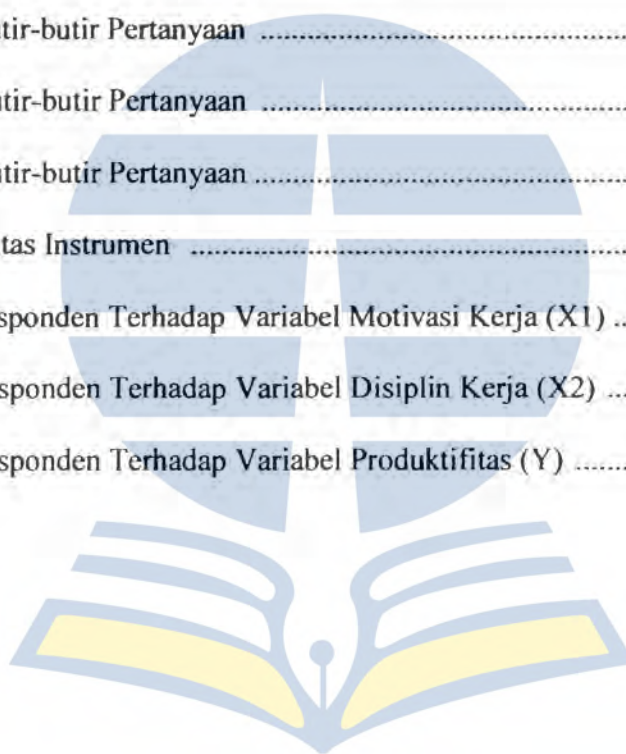 tir-butir Pertanyaan ........................................................
tir-butir Pertanyaan ........................................................
tir-butir Pertanyaan ........................................................
tas Instrumen ........................................................
sponden Terhadap Variabel Motivasi Kerja (X1) ..
sponden Terhadap Variabel Disiplin Kerja (X2) ...
sponden Terhadap Variabel Produktifitas (Y) ........